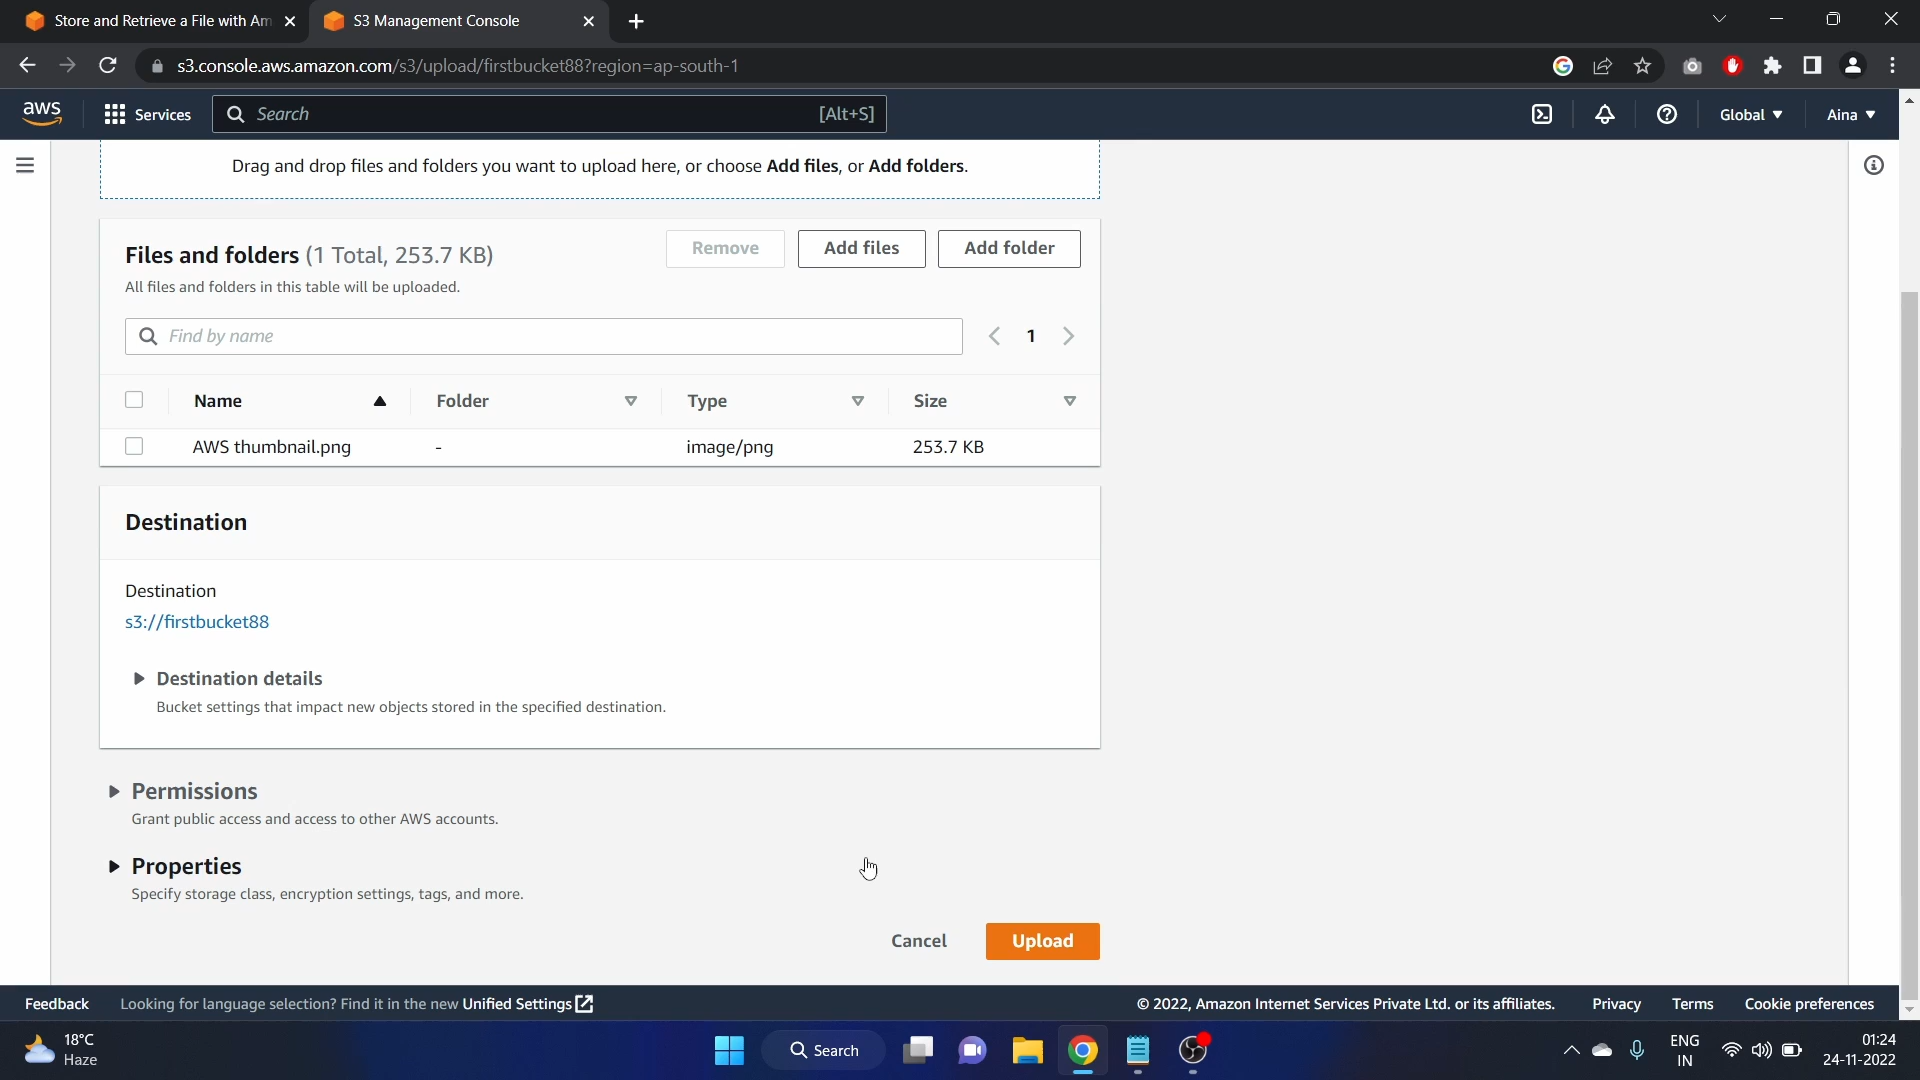 Store and Retrieve a File with Am
S3 Management Console
s3.console.aws.amazon.com/s3/upload/firstbucket88?region=ap-south-1
aws
Services
Search
[Alt+S]
Global
Aina
Drag and drop files and folders you want to upload here, or choose Add files, or Add folders.
Files and folders (1 Total, 253.7 KB)
Remove
Add files
Add folder
All files and folders in this table will be uploaded.
Find by name
1
Name
Folder
Type
Size
AWS thumbnail.png
-
image/png
253.7 KB
Destination
Destination
s3://firstbucket88
Destination details
Bucket settings that impact new objects stored in the specified destination.
Permissions
Grant public access and access to other AWS accounts.
Properties
Specify storage class, encryption settings, tags, and more.
Cancel
Upload
Feedback
Looking for language selection? Find it in the new Unified Settings
© 2022, Amazon Internet Services Private Ltd. or its affiliates.
Privacy
Terms
Cookie preferences
18°C
Haze
Search
ENG
IN
01:24
24-11-2022